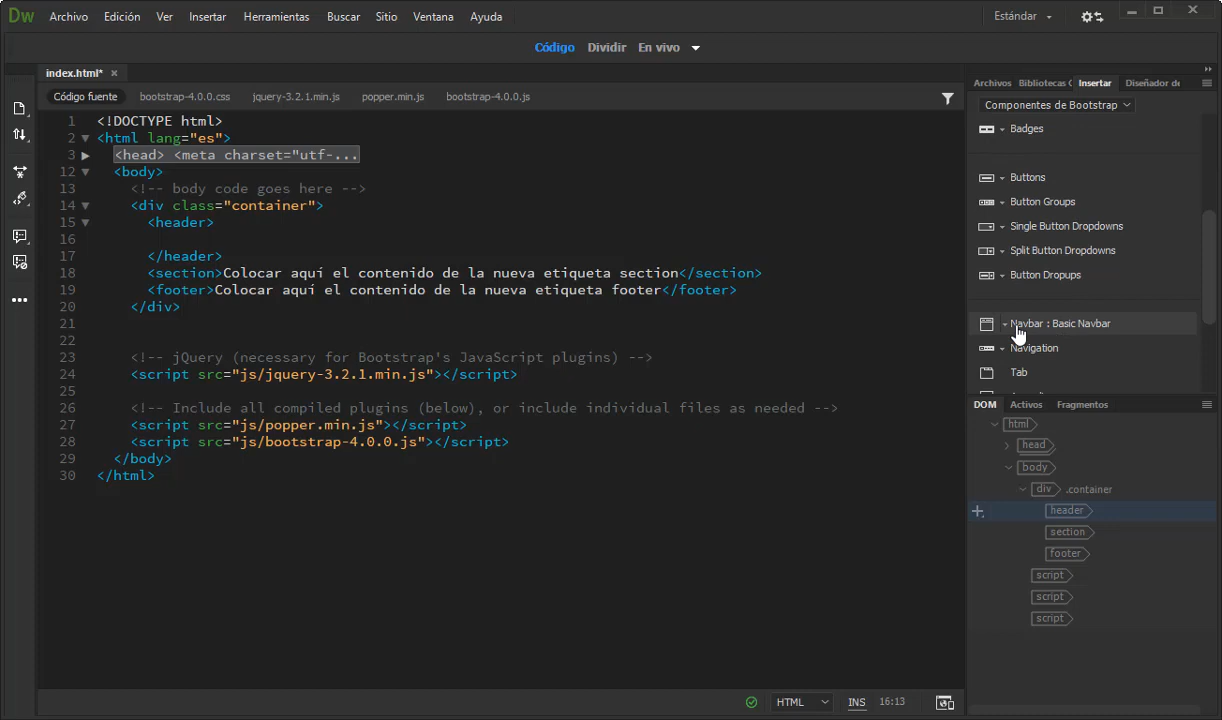 Dw Archivo Edición Ver Insertar Herramientas Buscar Sitio Ventana Ayuda Estándar
Código Dividir En vivo
index.html*
Código fuente bootstrap-4.0.0.css jquery-3.2.1.min.js popper.min.js bootstrap-4.0.0.js
1 <!DOCTYPE html>
2 <html lang="es">
3 <head> <meta charset="utf-...
12 <body>
13 <!-- body code goes here -->
14 <div class="container">
15 <header>
16
17 </header>
18 <section>Colocar aquí el contenido de la nueva etiqueta section</section>
19 <footer>Colocar aquí el contenido de la nueva etiqueta footer</footer>
20 </div>
21
22
23 <!-- jQuery (necessary for Bootstrap's JavaScript plugins) -->
24 <script src="js/jquery-3.2.1.min.js"></script>
25
26 <!-- Include all compiled plugins (below), or include individual files as needed -->
27 <script src="js/popper.min.js"></script>
28 <script src="js/bootstrap-4.0.0.js"></script>
29 </body>
30 </html>
HTML INS 16:13
Archivos Bibliotecas C Insertar Diseñador de
Componentes de Bootstrap
Badges
Buttons
Button Groups
Single Button Dropdowns
Split Button Dropdowns
Button Dropups
Navbar : Basic Navbar
Navigation
Tab
DOM Activos Fragmentos
html
head
body
div .container
header
section
footer
script
script
script